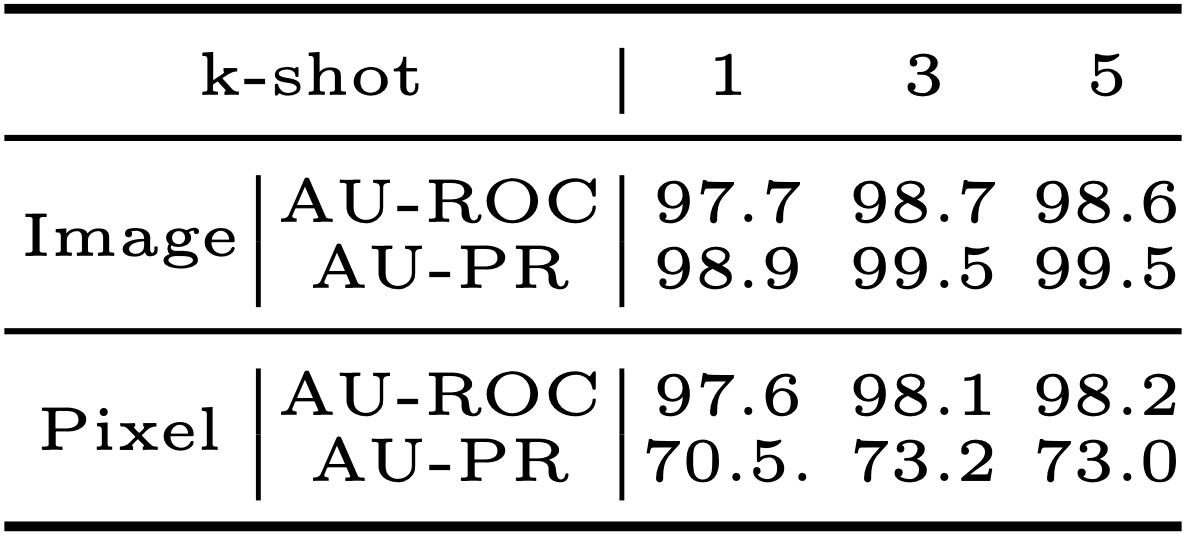 k-shot 1 3 5
Image AU-ROC 97.7 98.7 98.6
AU-PR 98.9 99.5 99.5
Pixel AU-ROC 97.6 98.1 98.2
AU-PR 70.5. 73.2 73.0